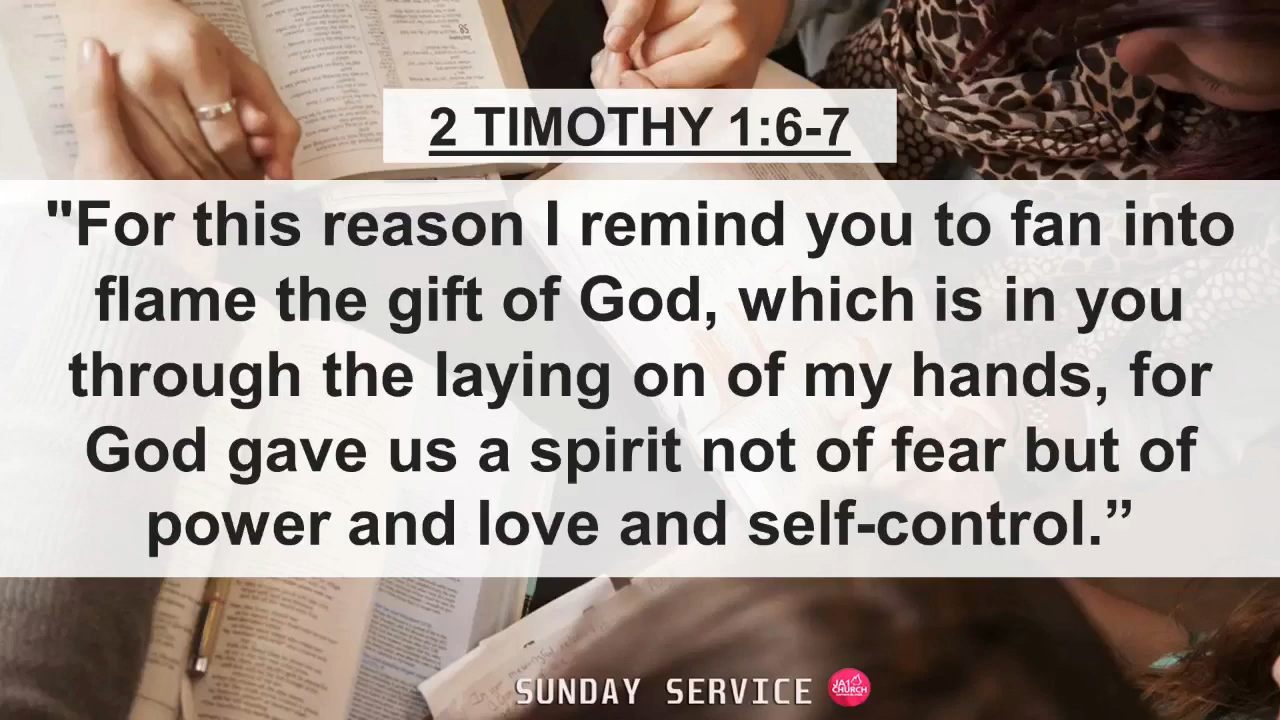 2 TIMOTHY 1:6-7
"For this reason I remind you to fan into
flame the gift of God, which is in you
through the laying on of my hands, for
God gave us a spirit not of fear but of
power and love and self-control.”
SUNDAY SERVICE
JA1
CHURCH